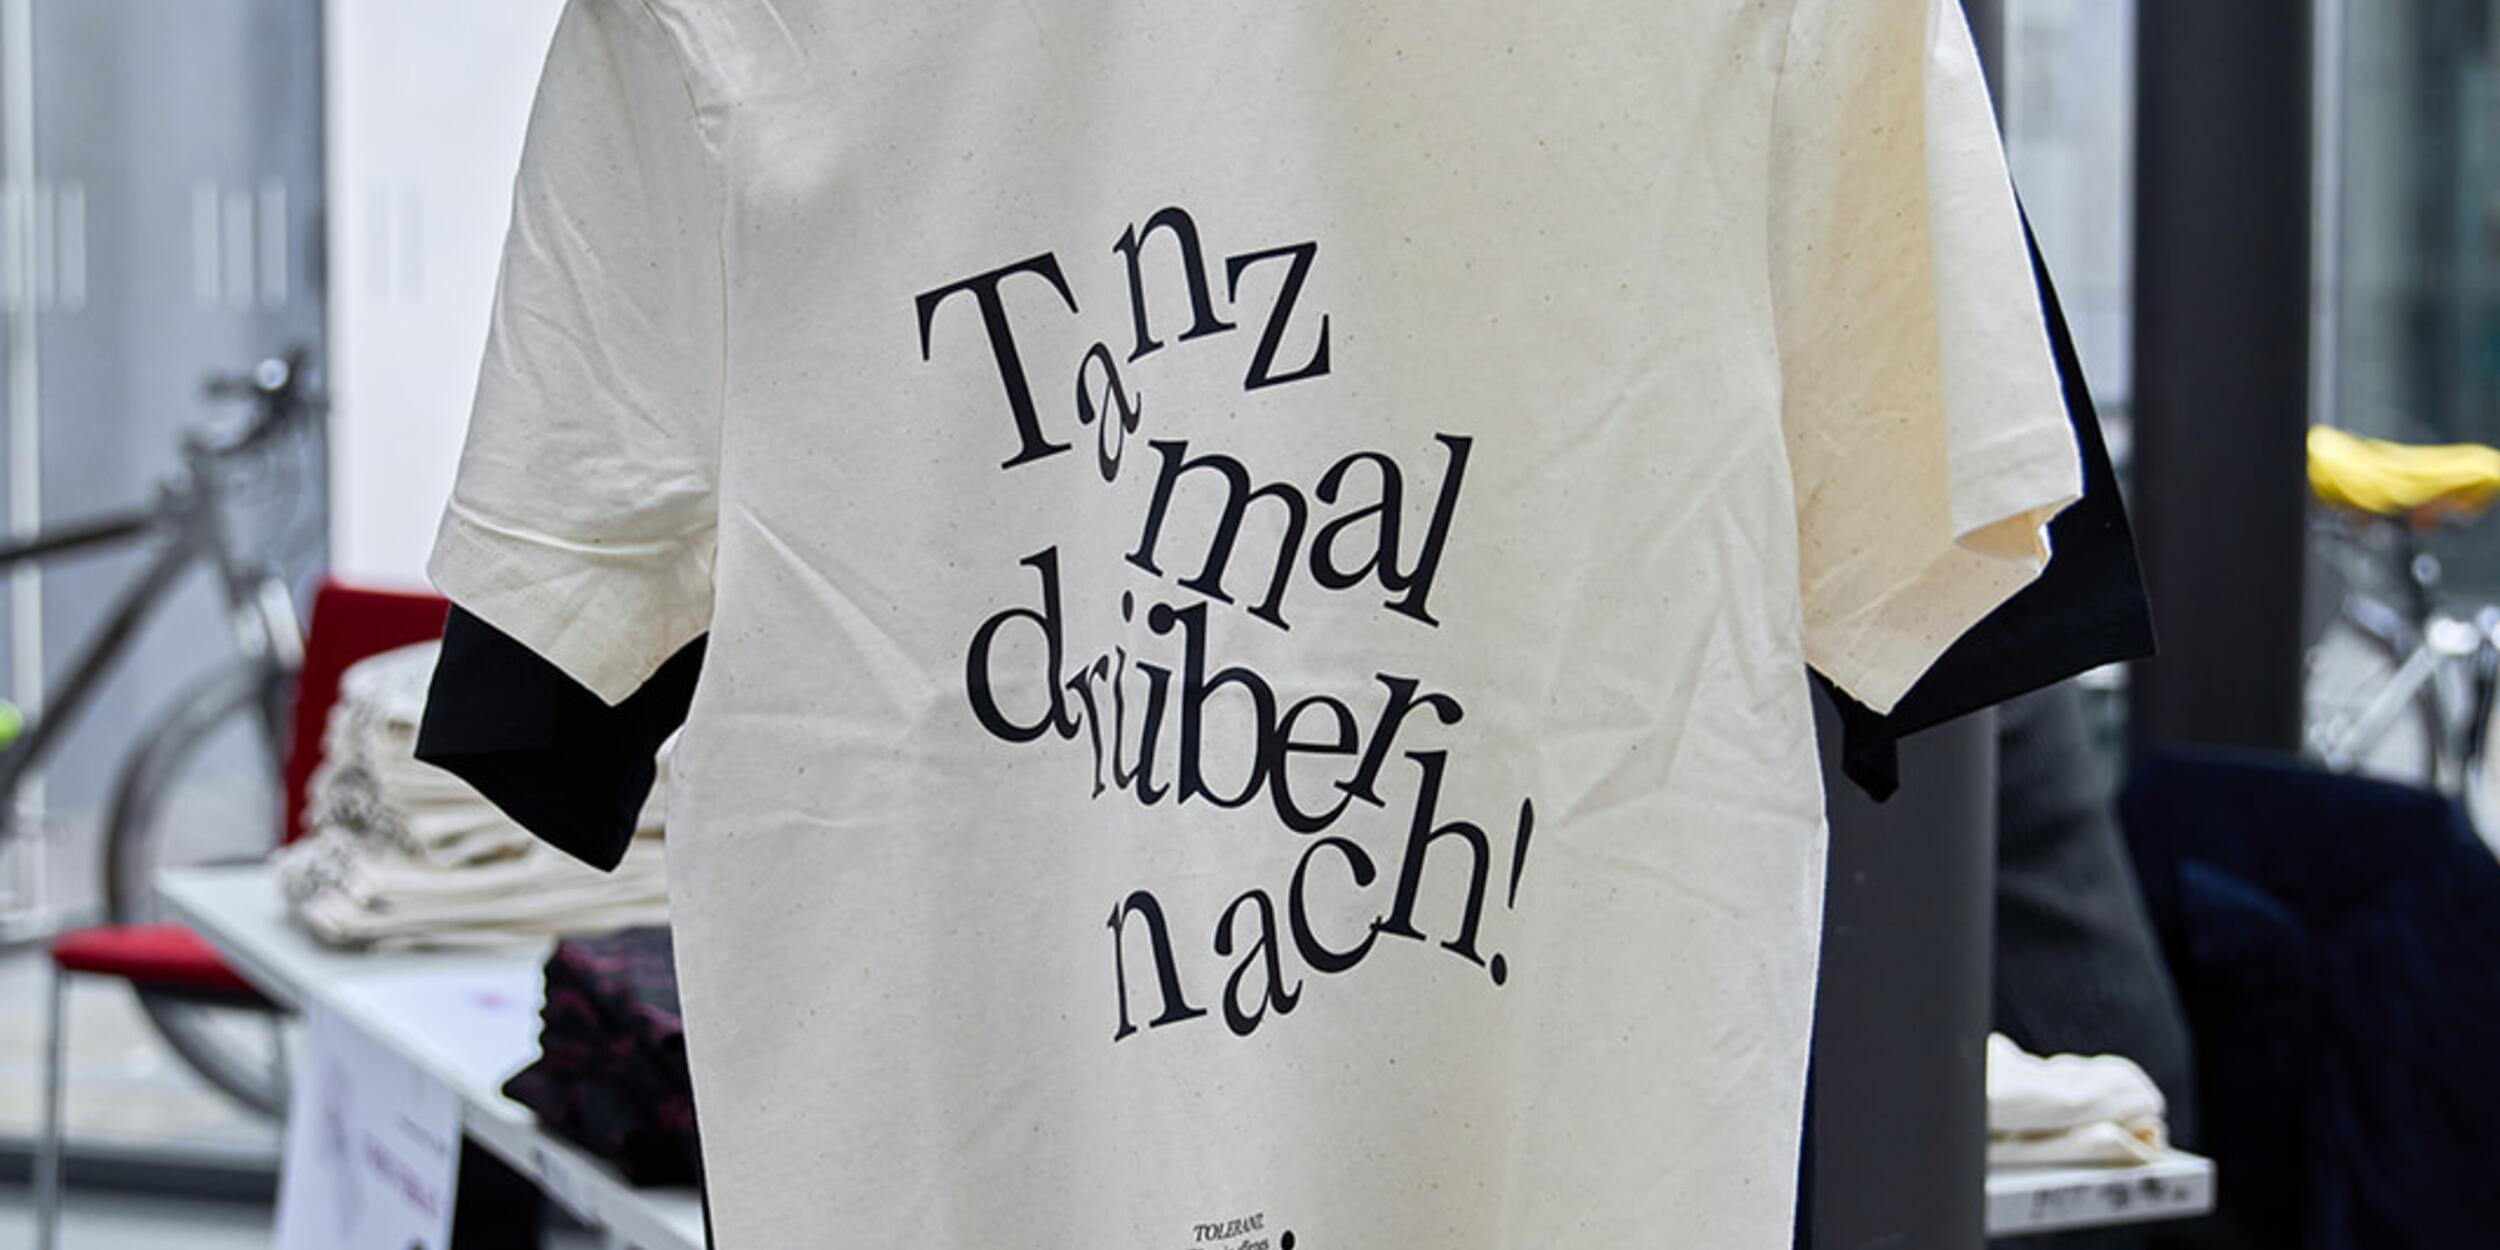 Tanz
mal
drüber
nach!
TOLERANZ